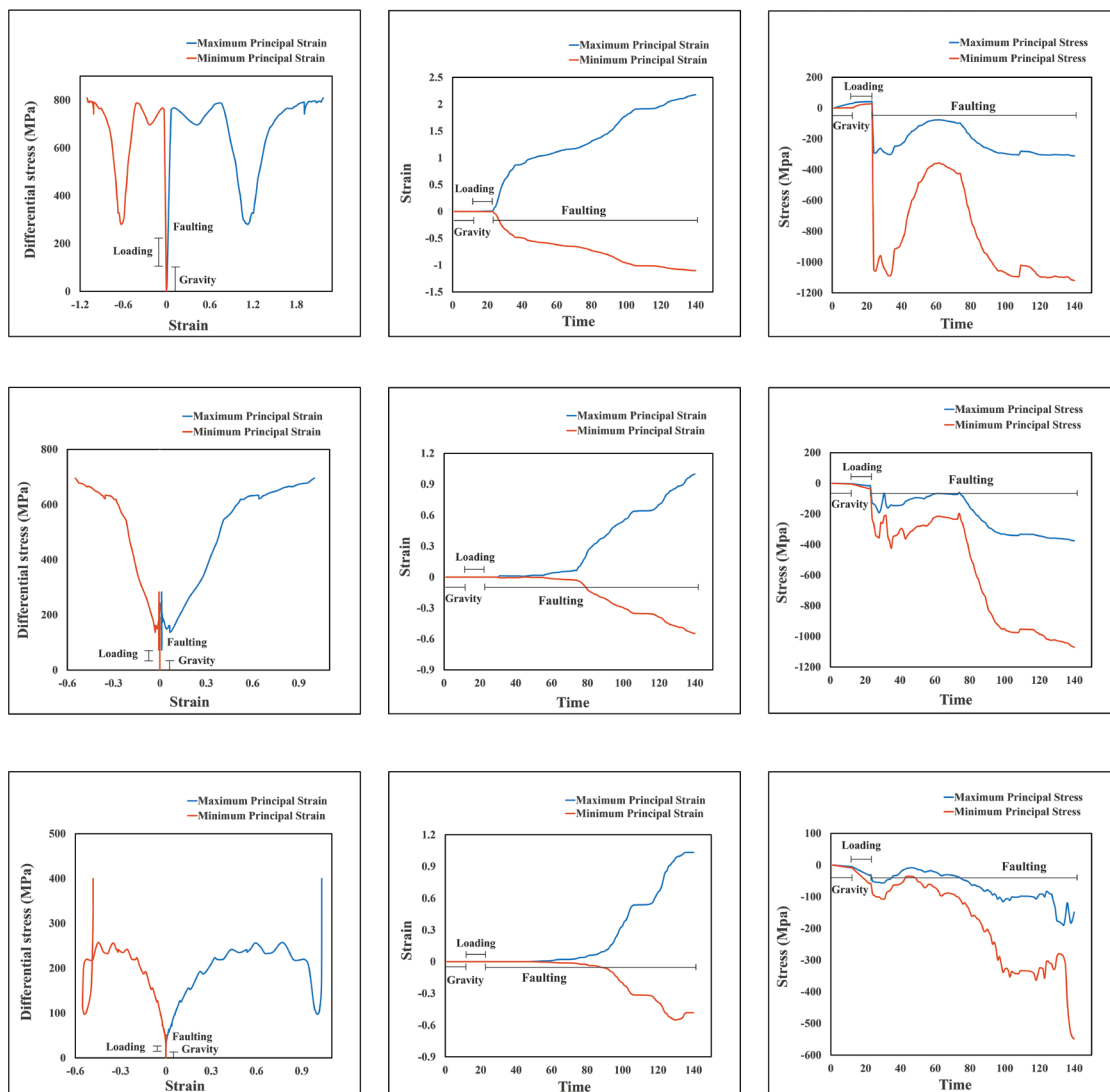 Maximum Principal Strain
Minimum Principal Strain
Differential stress (MPa)
800
600
400
200
0
Faulting
Loading
Gravity
-1.2 -0.6 0 0.6 1.2 1.8
Strain
Maximum Principal Strain
Minimum Principal Strain
Strain
2.5
2
1.5
1
0.5
0
-0.5
-1
-1.5
Loading
Faulting
Gravity
0 20 40 60 80 100 120 140
Time
Maximum Principal Stress
Minimum Principal Stress
Stress (Mpa)
200
0
-200
-400
-600
-800
-1000
-1200
Loading
Faulting
Gravity
0 20 40 60 80 100 120 140
Time
Maximum Principal Strain
Minimum Principal Strain
Differential stress (MPa)
800
600
400
200
0
Faulting
Loading
Gravity
-0.6 -0.3 0 0.3 0.6 0.9
Strain
Maximum Principal Strain
Minimum Principal Strain
Strain
1.2
0.9
0.6
0.3
0
-0.3
-0.6
-0.9
Loading
Gravity
Faulting
0 20 40 60 80 100 120 140
Time
Maximum Principal Stress
Minimum Principal Stress
Stress (Mpa)
200
0
-200
-400
-600
-800
-1000
-1200
Loading
Faulting
Gravity
0 20 40 60 80 100 120 140
Time
Maximum Principal Strain
Minimum Principal Strain
Differential stress (MPa)
500
400
300
200
100
0
Faulting
Loading
Gravity
-0.6 -0.3 0 0.3 0.6 0.9
Strain
Maximum Principal Strain
Minimum Principal Strain
Strain
1.2
0.9
0.6
0.3
0
-0.3
-0.6
-0.9
Loading
Gravity
Faulting
0 20 40 60 80 100 120 140
Time
Maximum Principal Stress
Minimum Principal Stress
Stress (Mpa)
100
0
-100
-200
-300
-400
-500
-600
Loading
Faulting
Gravity
0 20 40 60 80 100 120 140
Time